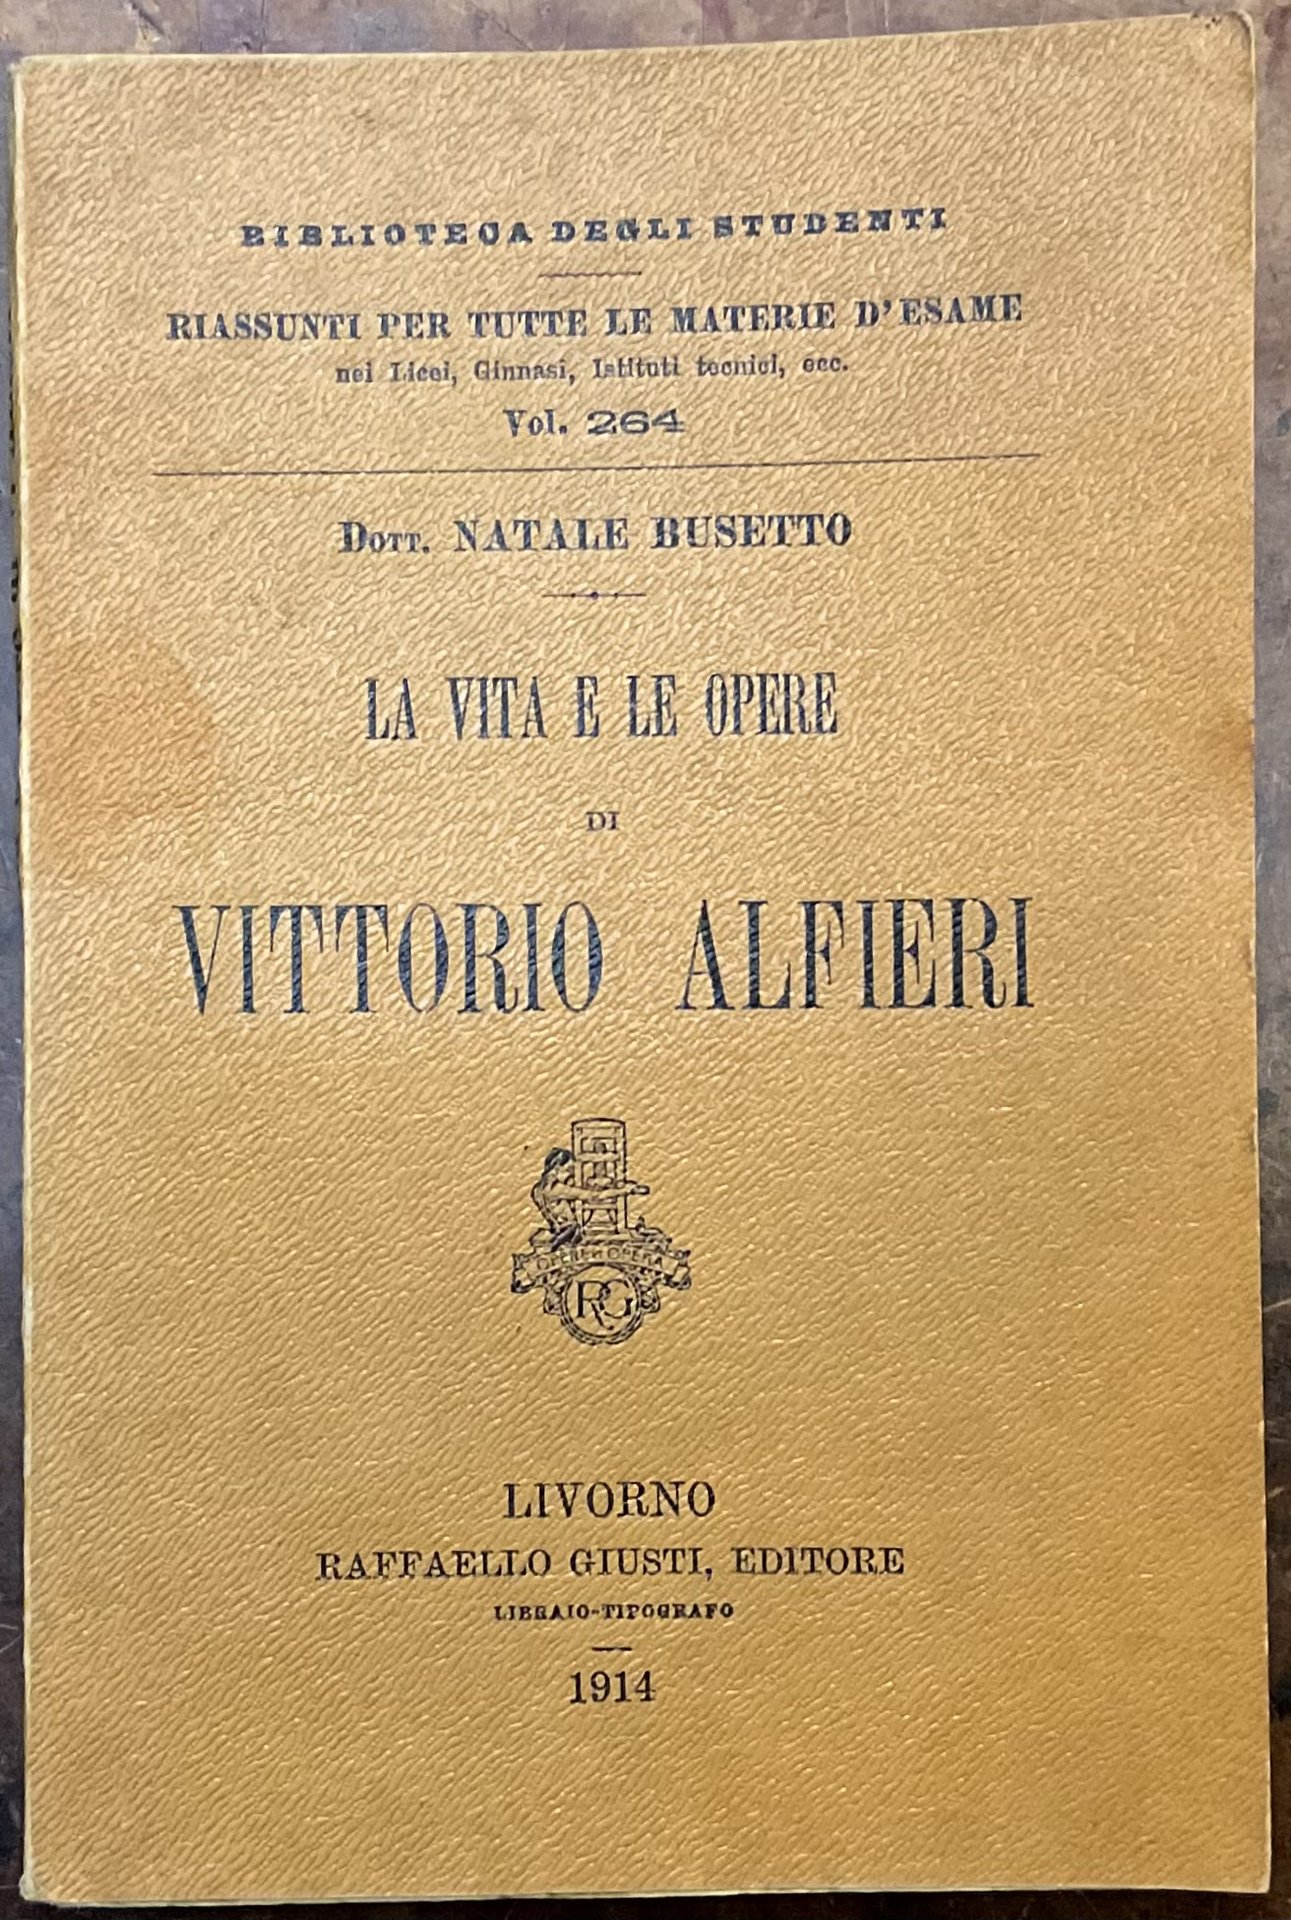 BIBLIOTECA DEGLI STUDENTI
RIASSUNTI PER TUTTE LE MATERIE D'ESAME
nei Licei, Ginnasi, Istituti tecnici, ecc.
Vol. 264
Dott. NATALE BUSETTO
LA VITA E LE OPERE
DI
VITTORIO ALFIERI
RG
LIVORNO
RAFFAELLO GIUSTI, EDITORE
LIBRAIO-TIPOGRAFO
1914